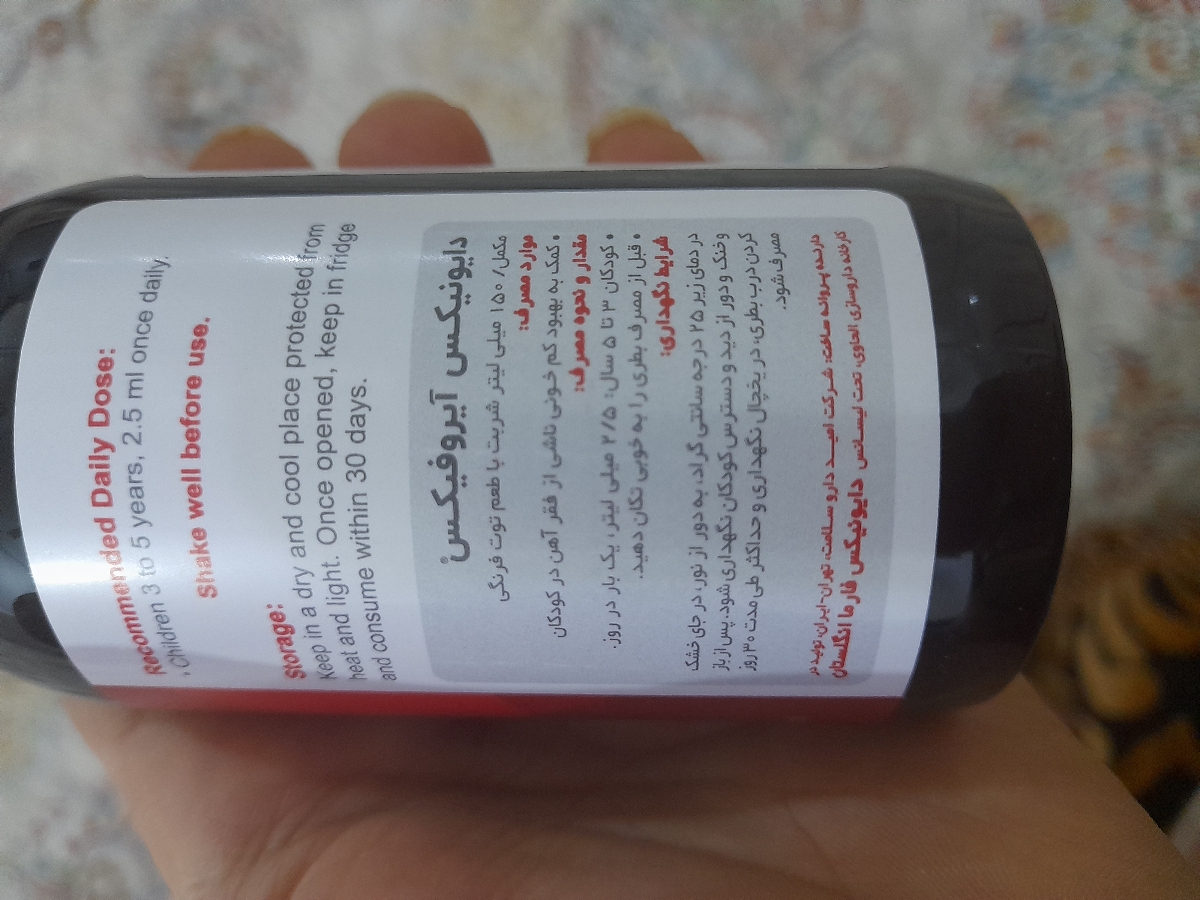 Recommended Daily Dose:
. Children 3 to 5 years, 2.5 ml once daily.
Shake well before use.
Storage:
Keep in a dry and cool place protected from
heat and light. Once opened, keep in fridge
and consume within 30 days.
دایونیکس آیروفیکس
مکمل/ ۱۵۰ میلی لیتر شربت با طعم توت فرنگی
موارد مصرف:
• کمک به بهبود کم خونی ناشی از فقر آهن در کودکان
مقدار و نحوه مصرف:
• کودکان ۳ تا ۵ سال: ۲/۵ میلی لیتر، یک بار در روز.
• قبل از مصرف بطری را به خوبی تکان دهید.
شرایط نگهداری:
در دمای زیر ۲۵ درجه سانتی گراد، به دور از نور، در جای خشک
و خنک و دور از دید و دسترس کودکان نگهداری شود. پس از باز
کردن درب بطری، در یخچال نگهداری و حداکثر طی مدت ۳۰ روز
مصرف شود.
دارنده پروانه ساخت: شرکت امید دارو سلامت، تهران-ایران، تولید در
کارخانه داروسازی الحاوی، تحت لیسانس دایونیکس فارما انگلستان